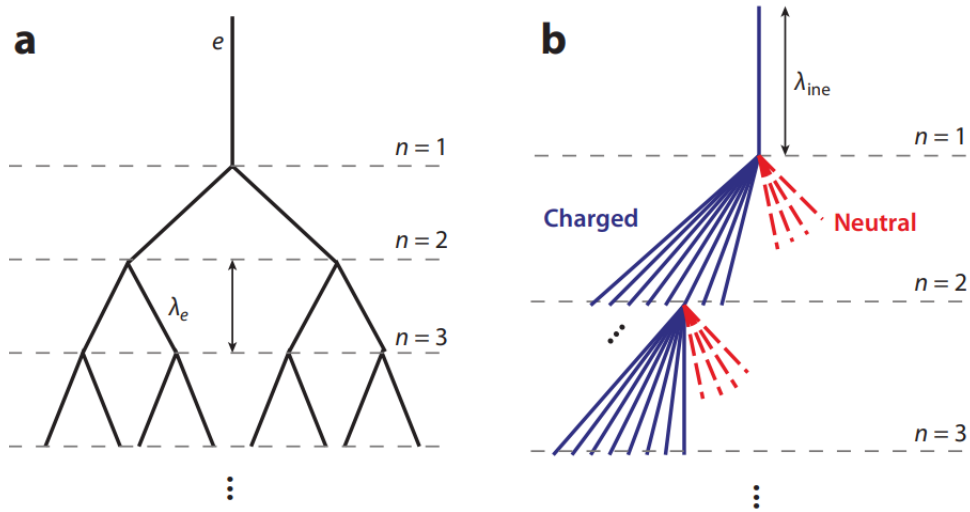 a
e
n = 1
n = 2
λe
n = 3
⋮
b
λine
n = 1
Charged
Neutral
n = 2
⋰
n = 3
⋮